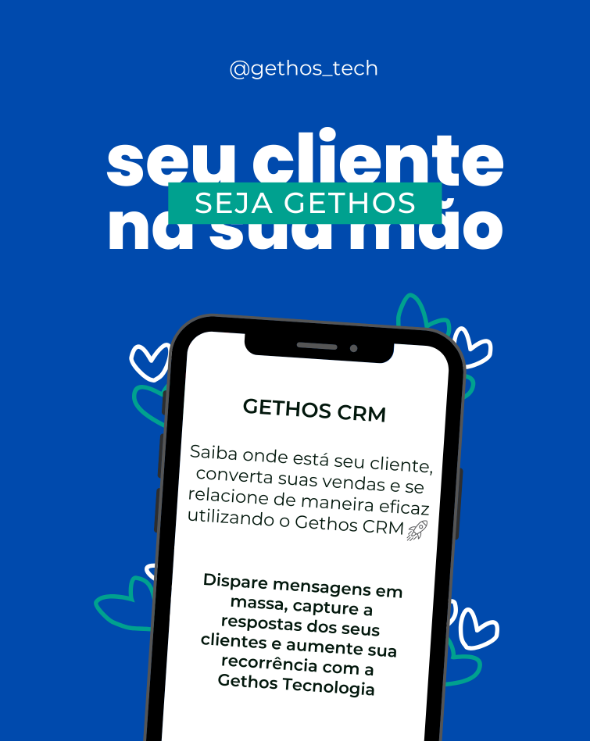 @gethos_tech
seu cliente
SEJA GETHOS
na sua mão
GETHOS CRM
Saiba onde está seu cliente,
converta suas vendas e se
relacione de maneira eficaz
utilizando o Gethos CRM
Dispare mensagens em
massa, capture a
respostas dos seus
clientes e aumente sua
recorrência com a
Gethos Tecnologia